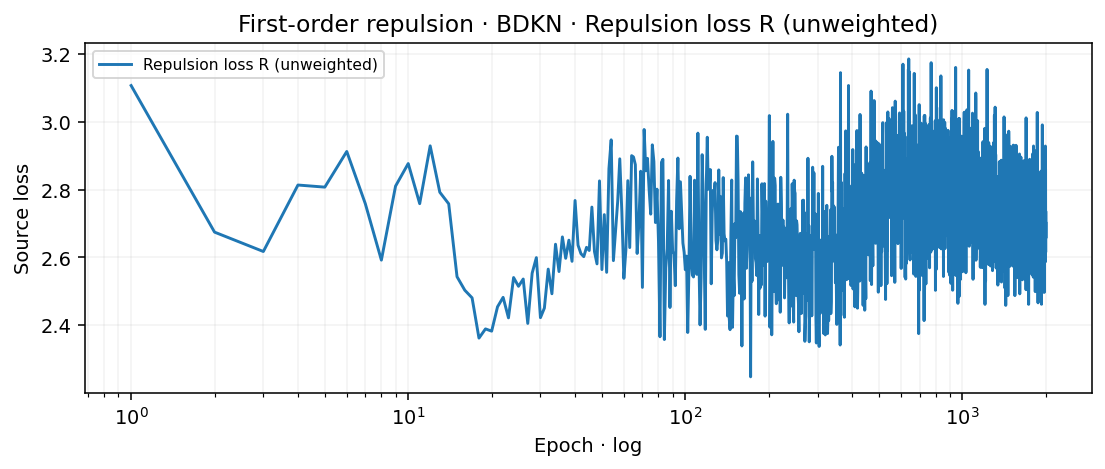 First-order repulsion · BDKN · Repulsion loss R (unweighted)
Repulsion loss R (unweighted)
Source loss
3.2
3.0
2.8
2.6
2.4
10⁰ 10¹ 10² 10³
Epoch · log